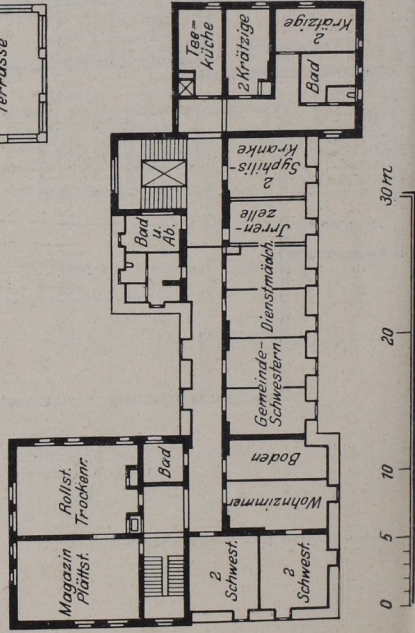 Terrasse
Tee-
küche
2 Krätzige
2
Krätzige
Bad
2
Syphilis-
Kranke
Jrren-
zelle
Bad
u.
Ab.
Dienstmädch.
Gemeinde-
Schwestern
Boden
Wohnzimmer
Rollst.
Trockenr.
Bad
Magazin
Plättst.
2
Schwest.
2
Schwest.
0 5 10 20 30 m